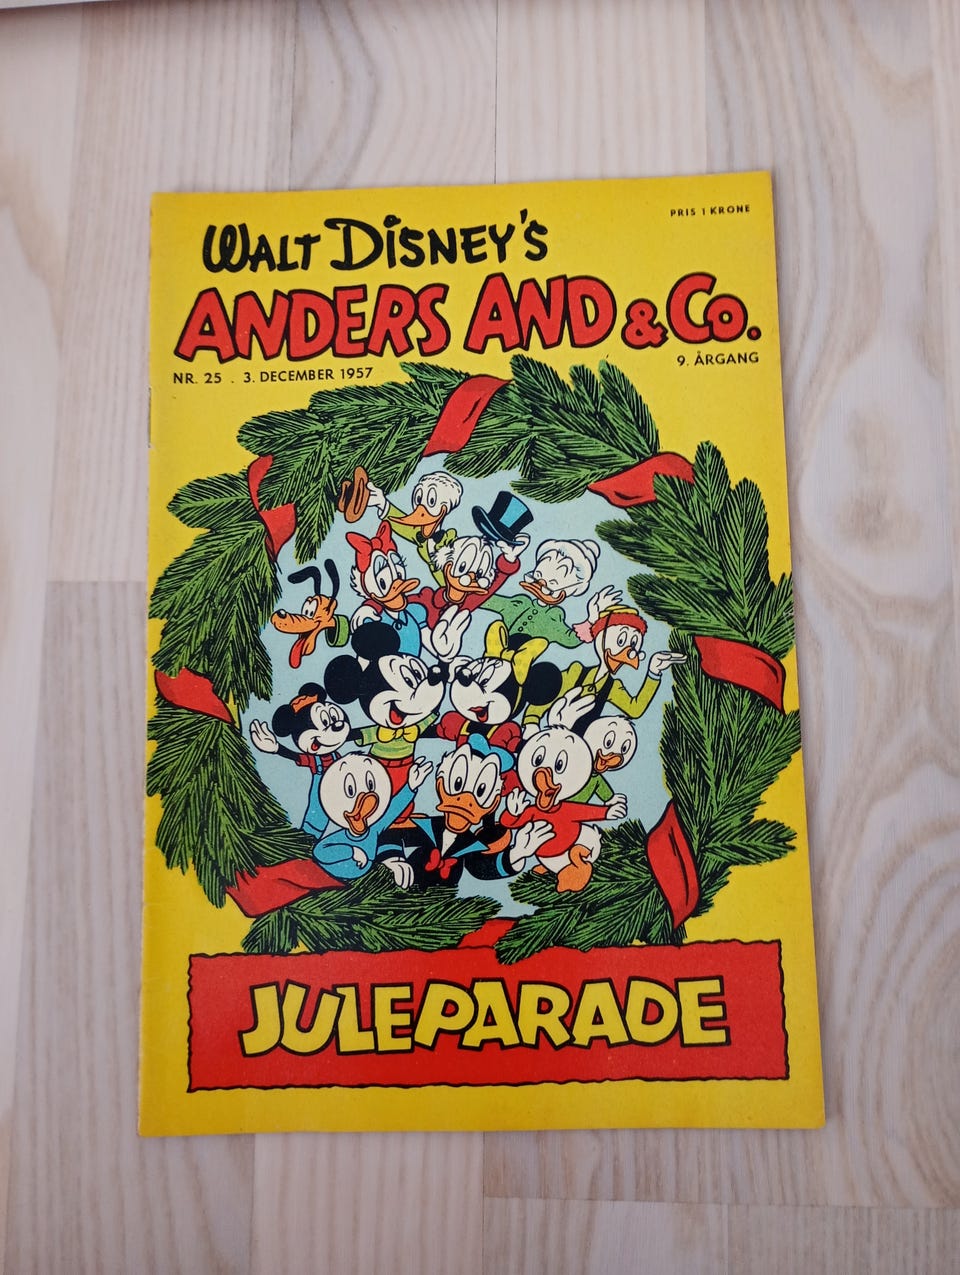 PRIS 1 KRONE
WALT DISNEY'S
ANDERS AND & Co.
9. ÅRGANG
NR. 25 . 3. DECEMBER 1957
JULEPARADE